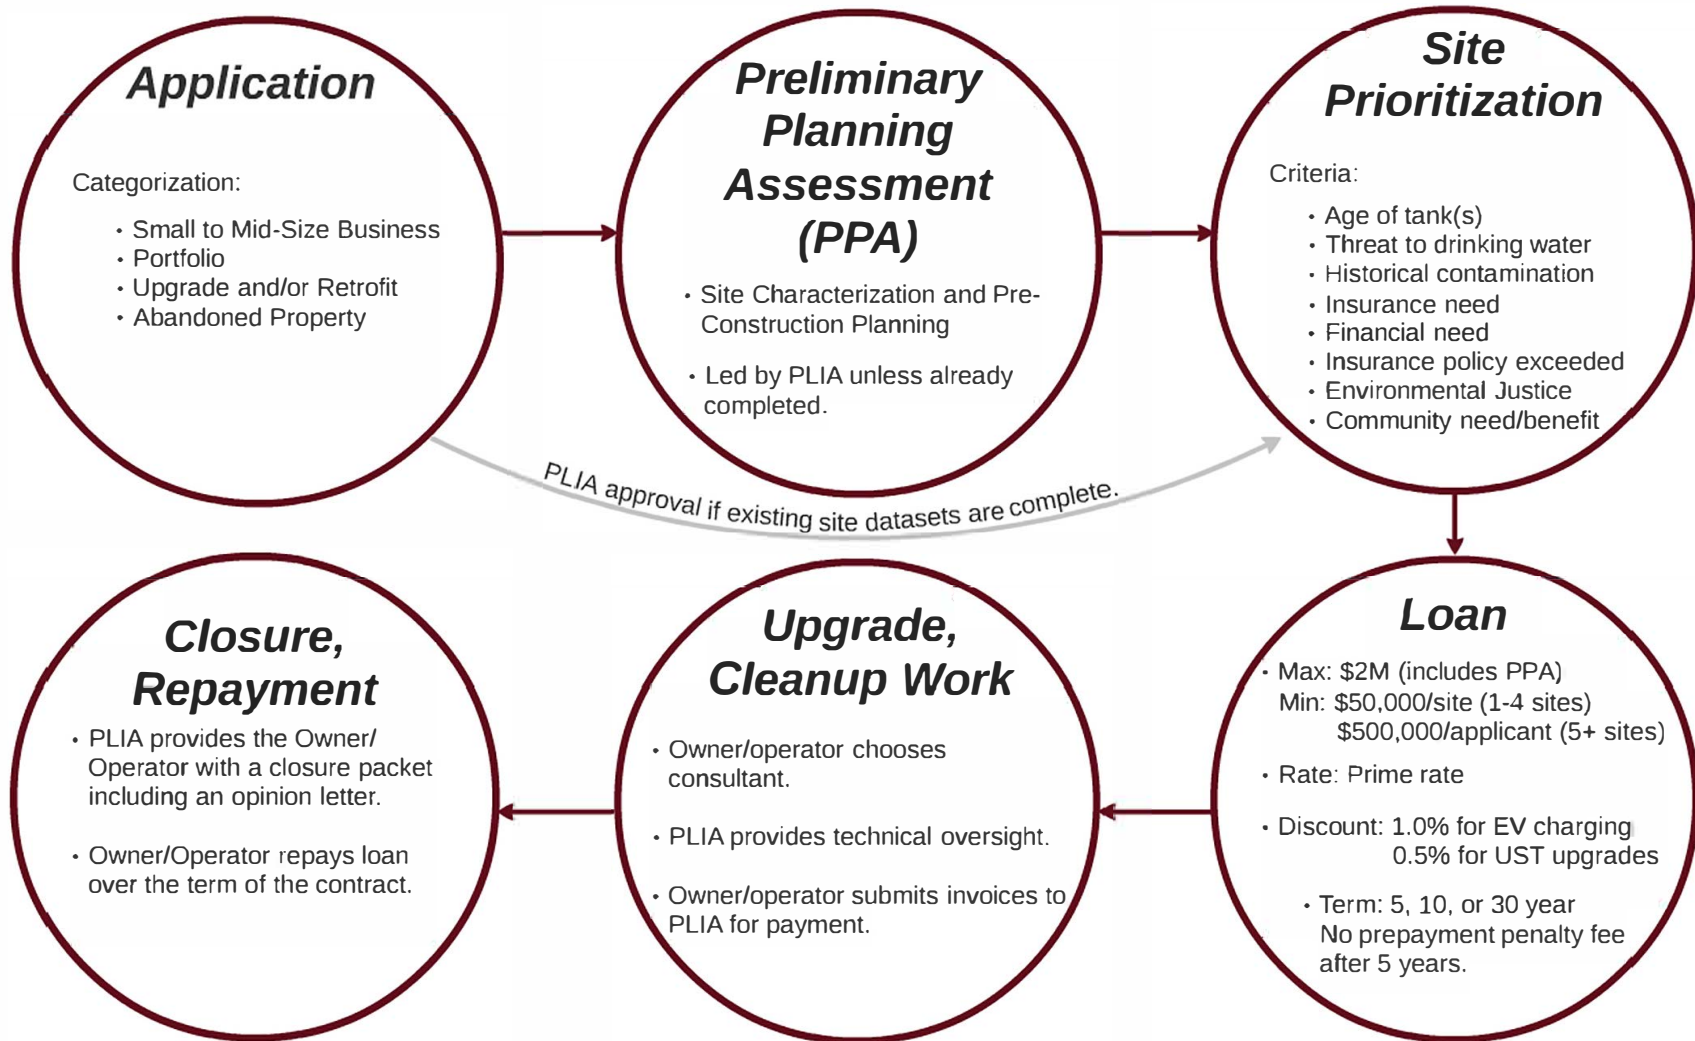 Application
Categorization:
• Small to Mid-Size Business
• Portfolio
• Upgrade and/or Retrofit
• Abandoned Property
Preliminary
Planning
Assessment
(PPA)
• Site Characterization and Pre-
Construction Planning
• Led by PLIA unless already
completed.
Site
Prioritization
Criteria:
• Age of tank(s)
• Threat to drinking water
• Historical contamination
• Insurance need
• Financial need
• Insurance policy exceeded
• Environmental Justice
• Community need/benefit
PLIA approval if existing site datasets are complete.
Loan
• Max: $2M (includes PPA)
Min: $50,000/site (1-4 sites)
$500,000/applicant (5+ sites)
• Rate: Prime rate
• Discount: 1.0% for EV charging
0.5% for UST upgrades
• Term: 5, 10, or 30 year
No prepayment penalty fee
after 5 years.
Upgrade,
Cleanup Work
• Owner/operator chooses
consultant.
• PLIA provides technical oversight.
• Owner/operator submits invoices to
PLIA for payment.
Closure,
Repayment
• PLIA provides the Owner/
Operator with a closure packet
including an opinion letter.
• Owner/Operator repays loan
over the term of the contract.